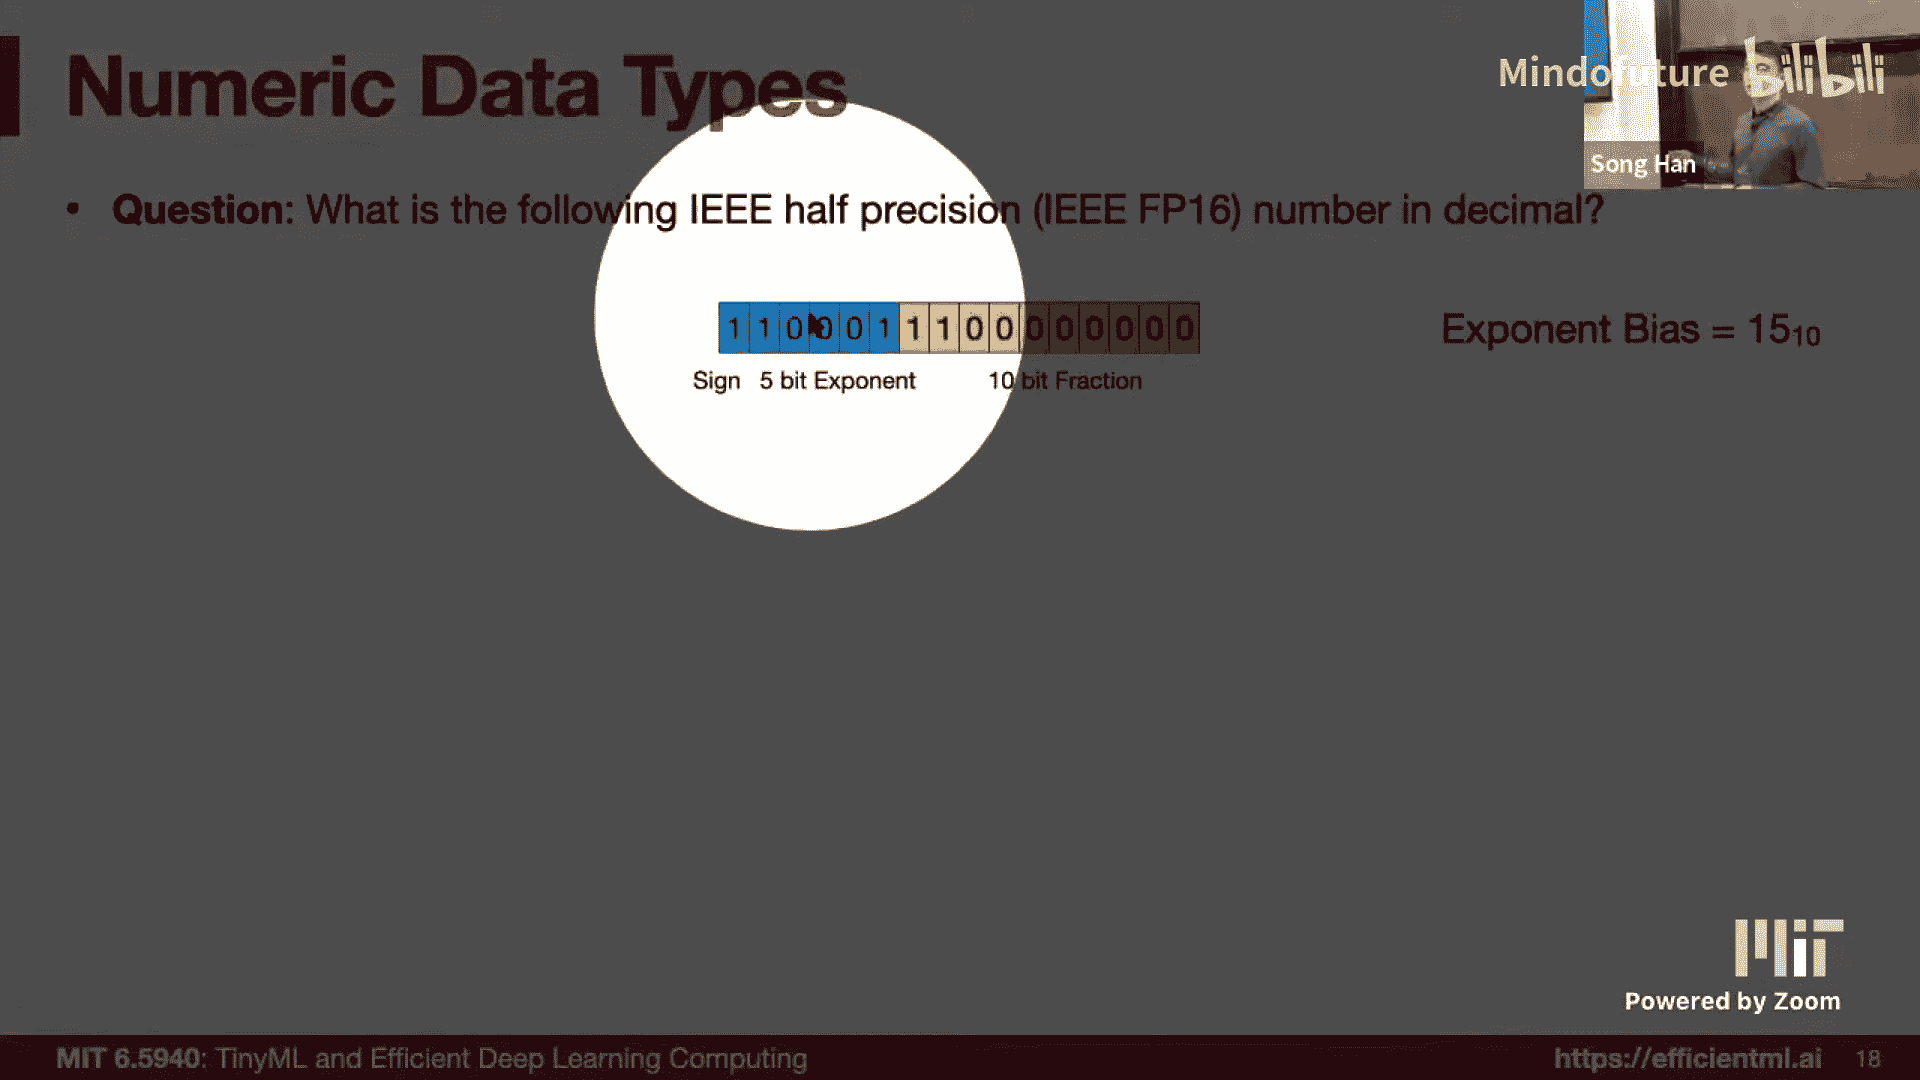 Numeric Data Types
Mindofuture bilibili
Song Han
• Question: What is the following IEEE half precision (IEEE FP16) number in decimal?
1 1 0 0 0 1 1 1 0 0 0 0 0 0 0 0
Exponent Bias = 15₁₀
Sign 5 bit Exponent 10 bit Fraction
MIT
Powered by Zoom
MIT 6.5940: TinyML and Efficient Deep Learning Computing
https://efficientml.ai 18